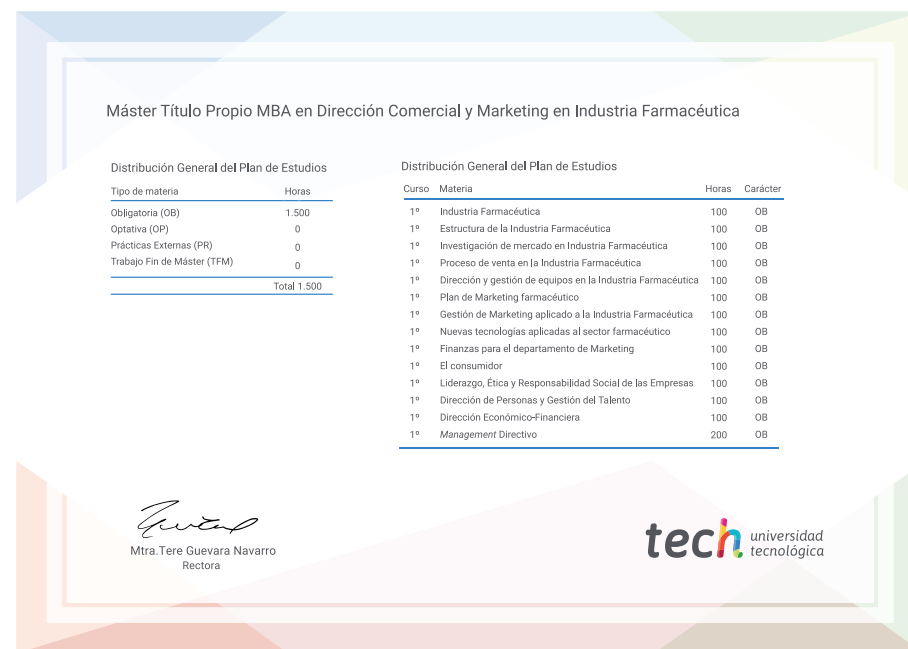 Máster Título Propio MBA en Dirección Comercial y Marketing en Industria Farmacéutica
Distribución General del Plan de Estudios
Tipo de materia Horas
Obligatoria (OB) 1.500
Optativa (OP) 0
Prácticas Externas (PR) 0
Trabajo Fin de Máster (TFM) 0
Total 1.500
Distribución General del Plan de Estudios
Curso Materia Horas Carácter
1º Industria Farmacéutica 100 OB
1º Estructura de la Industria Farmacéutica 100 OB
1º Investigación de mercado en Industria Farmacéutica 100 OB
1º Proceso de venta en la Industria Farmacéutica 100 OB
1º Dirección y gestión de equipos en la Industria Farmacéutica 100 OB
1º Plan de Marketing farmacéutico 100 OB
1º Gestión de Marketing aplicado a la Industria Farmacéutica 100 OB
1º Nuevas tecnologías aplicadas al sector farmacéutico 100 OB
1º Finanzas para el departamento de Marketing 100 OB
1º El consumidor 100 OB
1º Liderazgo, Ética y Responsabilidad Social de las Empresas 100 OB
1º Dirección de Personas y Gestión del Talento 100 OB
1º Dirección Económico-Financiera 100 OB
1º Management Directivo 200 OB
Mtra.Tere Guevara Navarro
Rectora
tech universidad
tecnológica